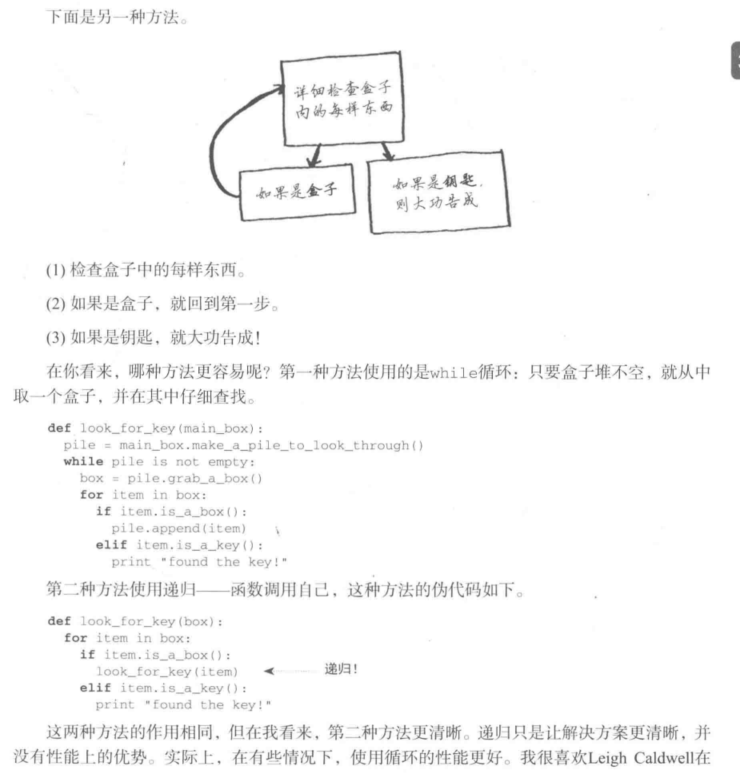 下面是另一种方法。
详细检查盒子
内的每样东西
如果是盒子
如果是钥匙,
则大功告成
(1) 检查盒子中的每样东西。
(2) 如果是盒子，就回到第一步。
(3) 如果是钥匙，就大功告成！
在你看来，哪种方法更容易呢？第一种方法使用的是while循环：只要盒子堆不空，就从中
取一个盒子，并在其中仔细查找。
def look_for_key(main_box):
  pile = main_box.make_a_pile_to_look_through()
  while pile is not empty:
    box = pile.grab_a_box()
    for item in box:
      if item.is_a_box():
        pile.append(item)
      elif item.is_a_key():
        print "found the key!"
第二种方法使用递归——函数调用自己，这种方法的伪代码如下。
def look_for_key(box):
  for item in box:
    if item.is_a_box():
      look_for_key(item) 递归！
    elif item.is_a_key():
      print "found the key!"
这两种方法的作用相同，但在我看来，第二种方法更清晰。递归只是让解决方案更清晰，并
没有性能上的优势。实际上，在有些情况下，使用循环的性能更好。我很喜欢Leigh Caldwell在